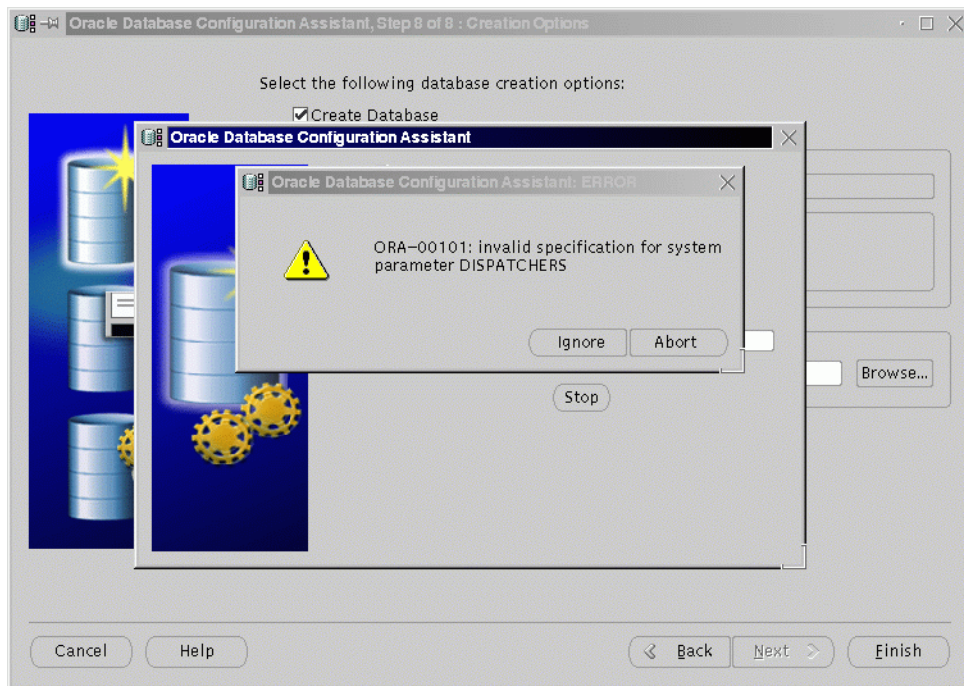 Oracle Database Configuration Assistant, Step 8 of 8 : Creation Options
Select the following database creation options:
Create Database
Oracle Database Configuration Assistant
Oracle Database Configuration Assistant: ERROR
ORA-00101: invalid specification for system
parameter DISPATCHERS
Ignore
Abort
Browse...
Stop
Cancel
Help
Back
Next
Finish